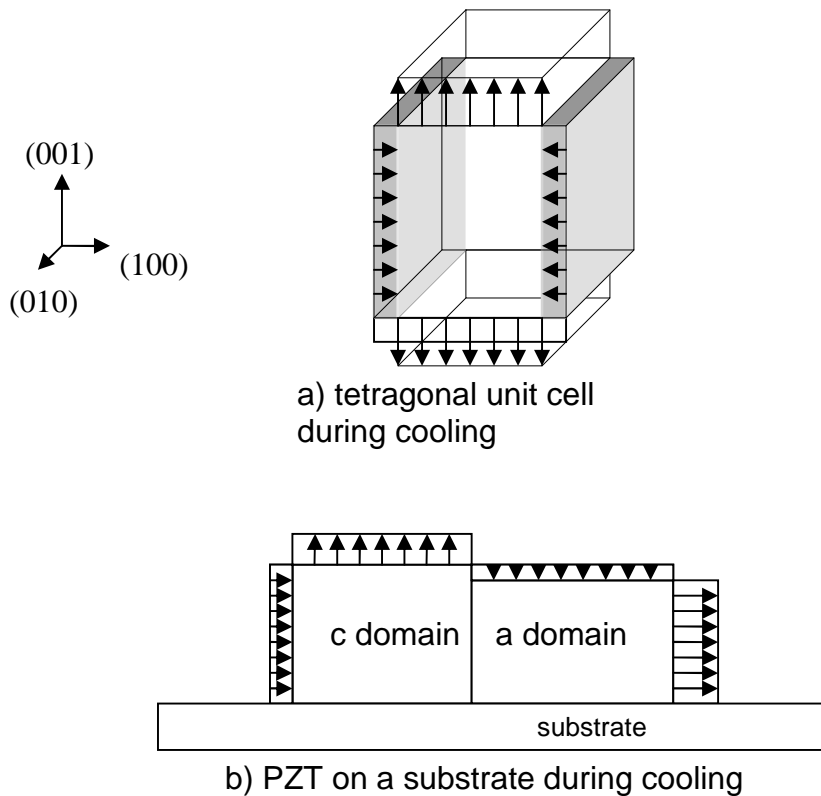 (001)
(100)
(010)
a) tetragonal unit cell
during cooling
c domain
a domain
substrate
b) PZT on a substrate during cooling